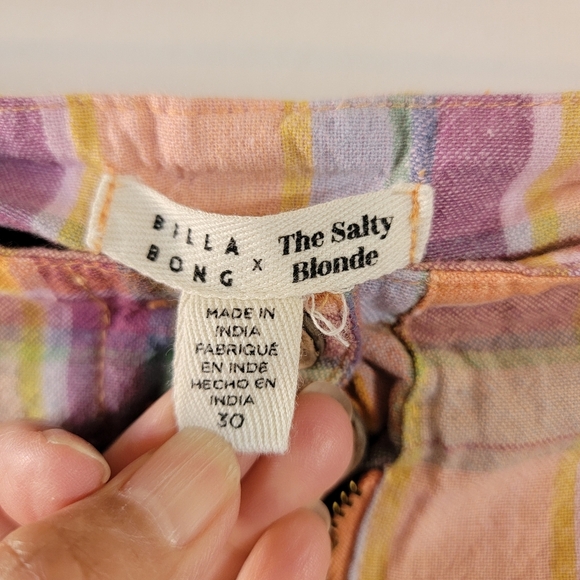 BILLA
BONG
x
The Salty
Blonde
MADE IN
INDIA
FABRIQUÉ
EN INDE
HECHO EN
INDIA
30